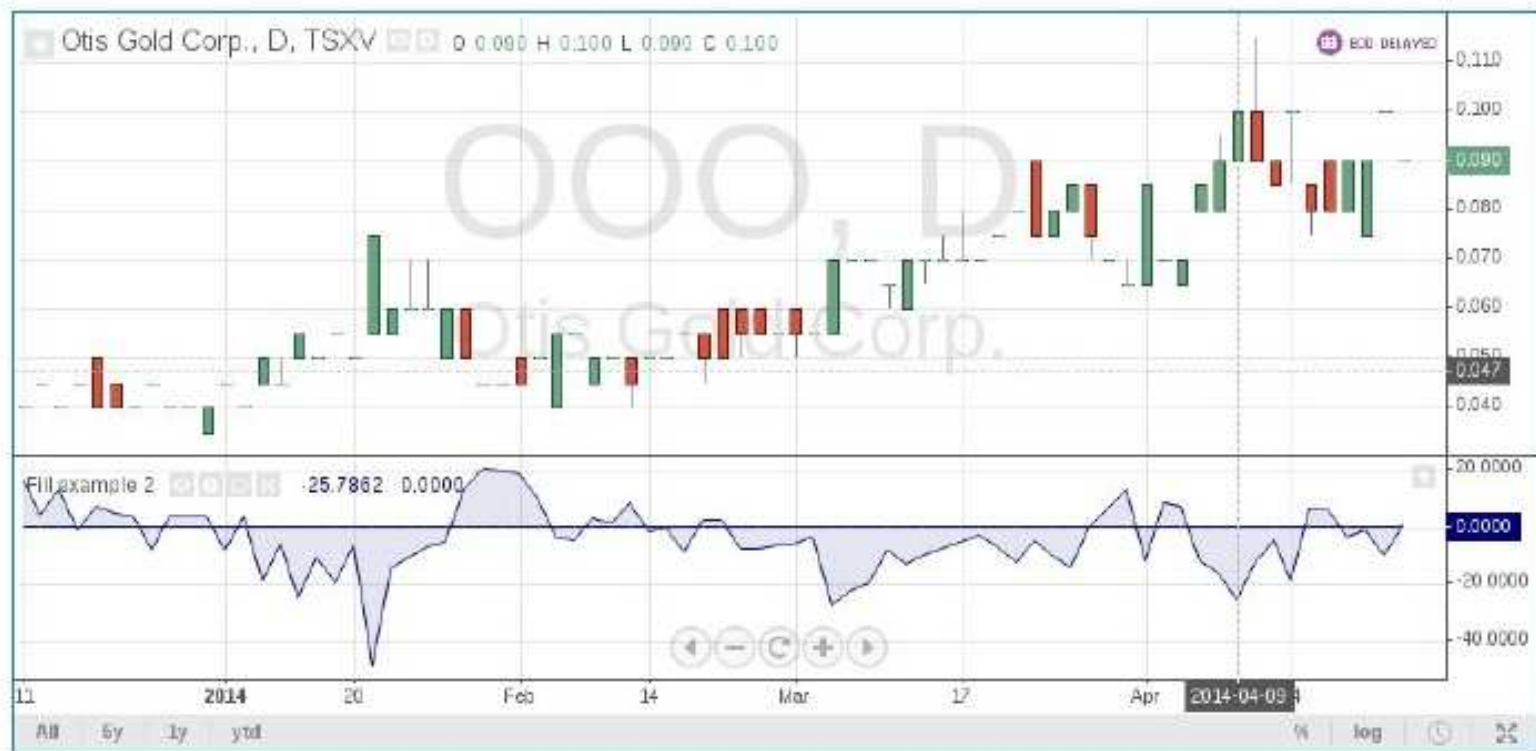 Otis Gold Corp., D, TSXV O 0.090 H 0.100 L 0.090 C 0.100
EOD DELAYED
0.110
0.100
OOO, D
0.090
0.080
0.070
0.060
Otis Gold Corp.
0.050
0.047
0.040
Fill example 2 -25.7862 0.0000
20.0000
0.0000
-20.0000
-40.0000
11 2014 20 Feb 14 Mar 17 Apr 2014-04-09 4
All 5y 1y ytd % log